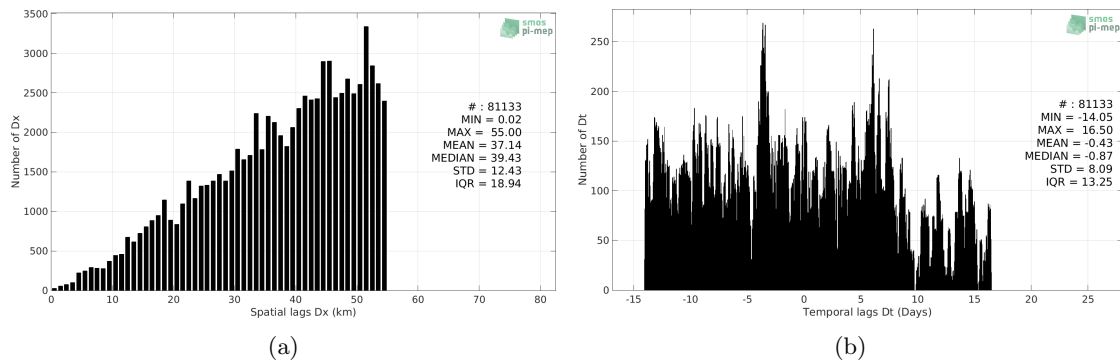 3500
3000
2500
2000
1500
1000
500
0
Number of Dx
0 10 20 30 40 50 60 70 80
Spatial lags Dx (km)
smos
pi-mep
# : 81133
MIN = 0.02
MAX = 55.00
MEAN = 37.14
MEDIAN = 39.43
STD = 12.43
IQR = 18.94
(a)
250
200
150
100
50
0
Number of Dt
-15 -10 -5 0 5 10 15 20 25
Temporal lags Dt (Days)
smos
pi-mep
# : 81133
MIN = -14.05
MAX = 16.50
MEAN = -0.43
MEDIAN = -0.87
STD = 8.09
IQR = 13.25
(b)